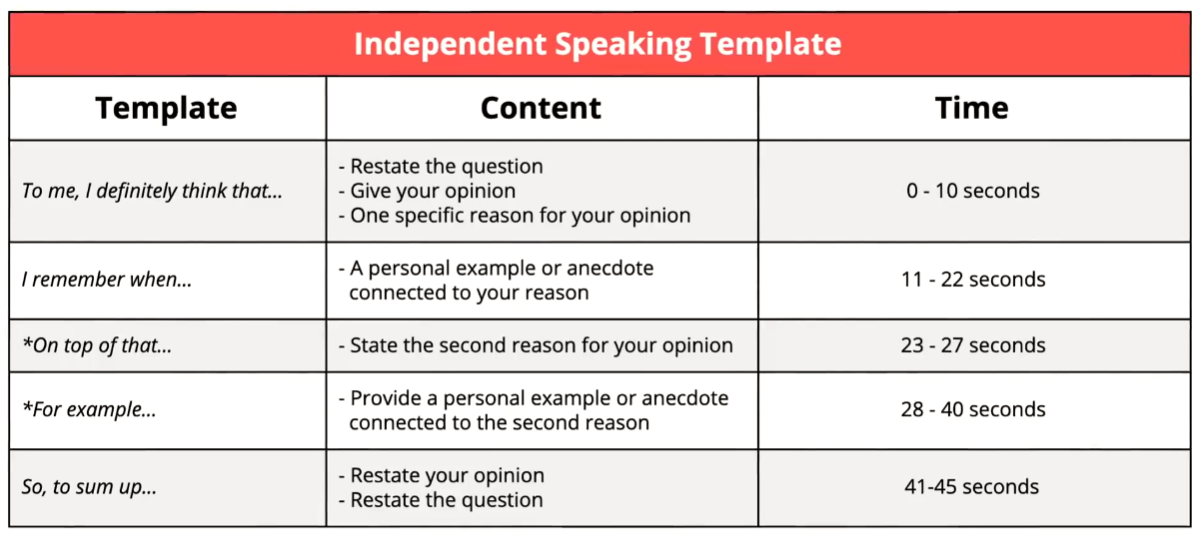 Independent Speaking Template
Template
Content
Time
To me, I definitely think that...
- Restate the question
- Give your opinion
- One specific reason for your opinion
0 - 10 seconds
I remember when...
- A personal example or anecdote
connected to your reason
11 - 22 seconds
*On top of that...
- State the second reason for your opinion
23 - 27 seconds
*For example...
- Provide a personal example or anecdote
connected to the second reason
28 - 40 seconds
So, to sum up...
- Restate your opinion
- Restate the question
41-45 seconds